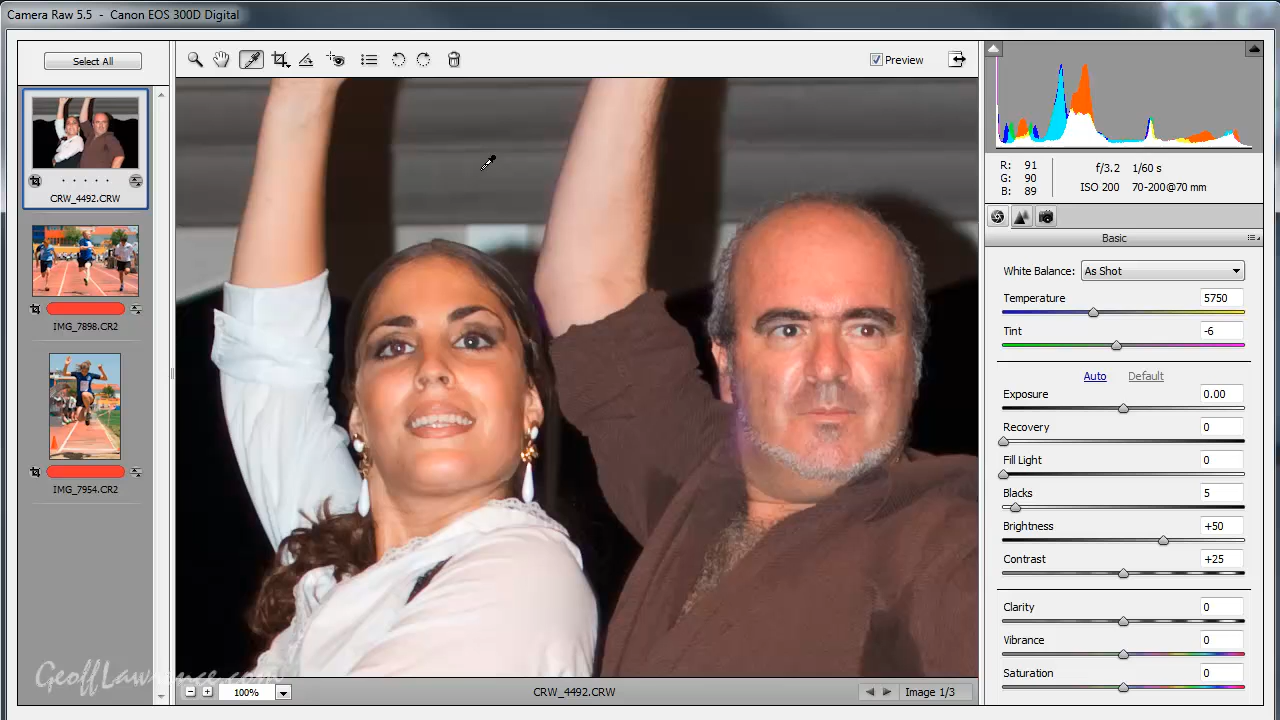 Camera Raw 5.5 - Canon EOS 300D Digital
Select All
Preview
CRW_4492.CRW
IMG_7898.CR2
IMG_7954.CR2
GeoffLawrence.com
100%
CRW_4492.CRW
Image 1/3
R: 91
G: 90
B: 89
f/3.2 1/60 s
ISO 200 70-200@70 mm
Basic
White Balance: As Shot
Temperature 5750
Tint -6
Auto Default
Exposure 0.00
Recovery 0
Fill Light 0
Blacks 5
Brightness +50
Contrast +25
Clarity 0
Vibrance 0
Saturation 0